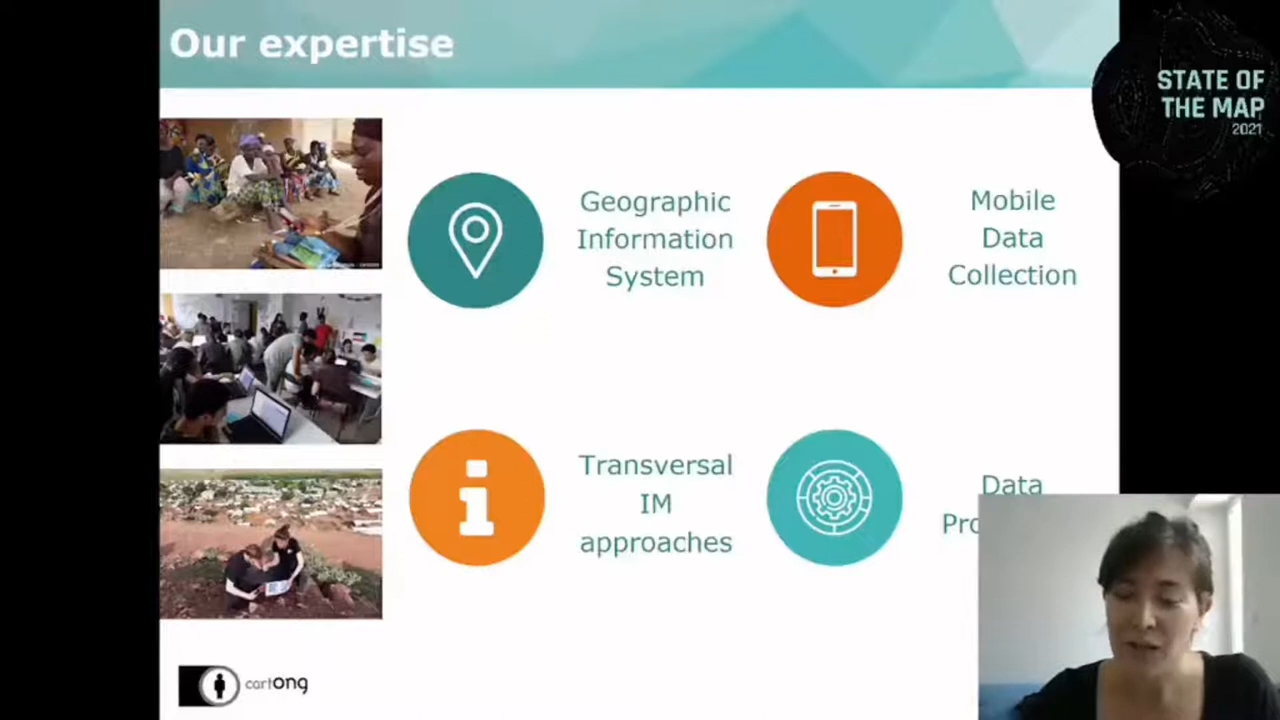 Our expertise
STATE OF
THE MAP
2021
Geographic
Information
System
Mobile
Data
Collection
Transversal
IM
approaches
Data
cartong